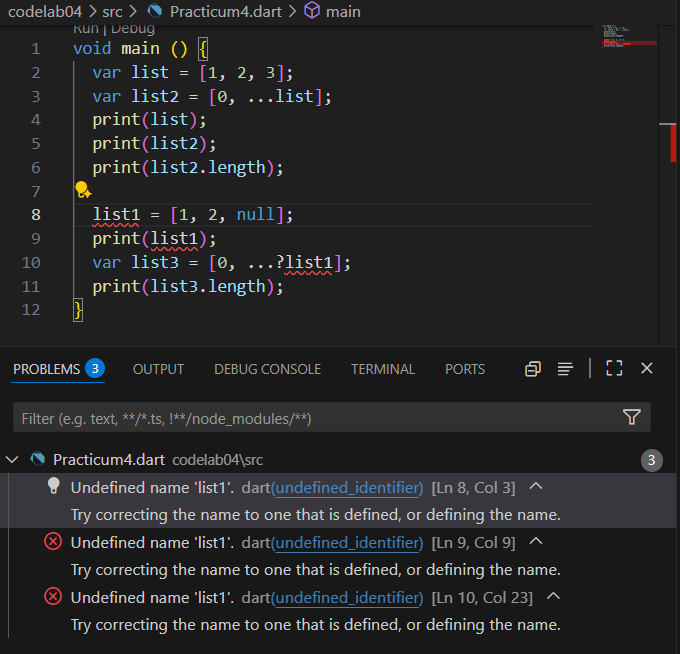 codelab04 > src > Practicum4.dart > main
Run | Debug
1 void main () {
2 var list = [1, 2, 3];
3 var list2 = [0, ...list];
4 print(list);
5 print(list2);
6 print(list2.length);
7
8 list1 = [1, 2, null];
9 print(list1);
10 var list3 = [0, ...?list1];
11 print(list3.length);
12 }
PROBLEMS 3 OUTPUT DEBUG CONSOLE TERMINAL PORTS
Filter (e.g. text, **/*.ts, !**/node_modules/**)
Practicum4.dart codelab04\src 3
Undefined name 'list1'. dart(undefined_identifier) [Ln 8, Col 3]
Try correcting the name to one that is defined, or defining the name.
Undefined name 'list1'. dart(undefined_identifier) [Ln 9, Col 9]
Try correcting the name to one that is defined, or defining the name.
Undefined name 'list1'. dart(undefined_identifier) [Ln 10, Col 23]
Try correcting the name to one that is defined, or defining the name.